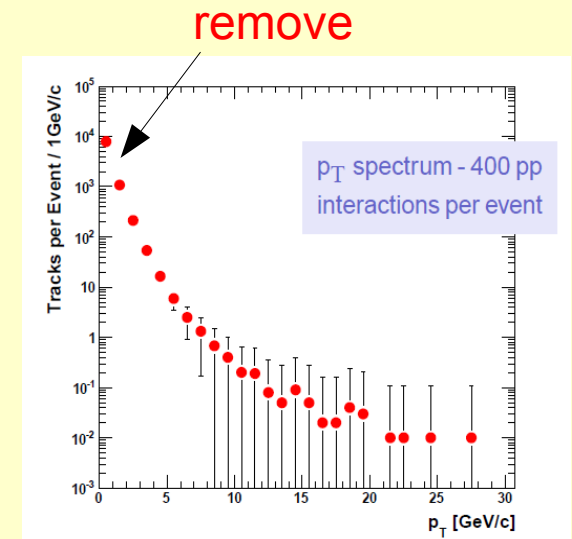 remove
Tracks per Event / 1GeV/c
10^5
10^4
10^3
10^2
10
1
10^-1
10^-2
10^-3
p_T spectrum - 400 pp
interactions per event
0 5 10 15 20 25 30
p_T [GeV/c]